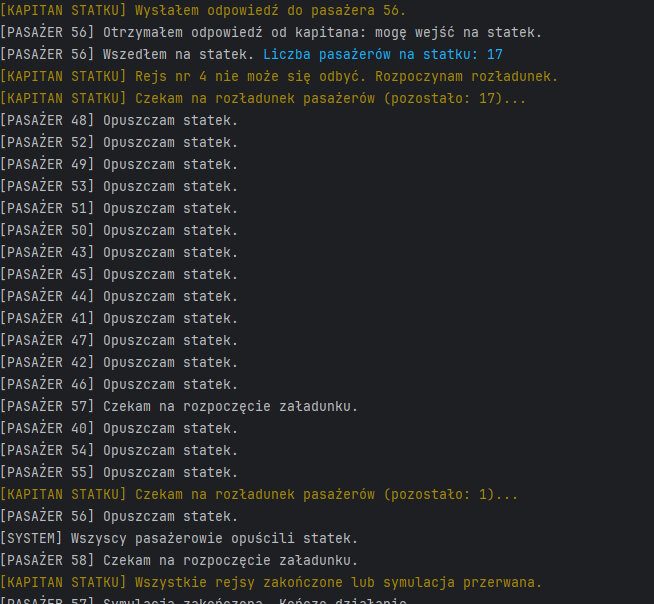 [KAPITAN STATKU] Wysłałem odpowiedź do pasażera 56.
[PASAŻER 56] Otrzymałem odpowiedź od kapitana: mogę wejść na statek.
[PASAŻER 56] Wszedłem na statek. Liczba pasażerów na statku: 17
[KAPITAN STATKU] Rejs nr 4 nie może się odbyć. Rozpoczynam rozładunek.
[KAPITAN STATKU] Czekam na rozładunek pasażerów (pozostało: 17)...
[PASAŻER 48] Opuszczam statek.
[PASAŻER 52] Opuszczam statek.
[PASAŻER 49] Opuszczam statek.
[PASAŻER 53] Opuszczam statek.
[PASAŻER 51] Opuszczam statek.
[PASAŻER 50] Opuszczam statek.
[PASAŻER 43] Opuszczam statek.
[PASAŻER 45] Opuszczam statek.
[PASAŻER 44] Opuszczam statek.
[PASAŻER 41] Opuszczam statek.
[PASAŻER 47] Opuszczam statek.
[PASAŻER 42] Opuszczam statek.
[PASAŻER 46] Opuszczam statek.
[PASAŻER 57] Czekam na rozpoczęcie załadunku.
[PASAŻER 40] Opuszczam statek.
[PASAŻER 54] Opuszczam statek.
[PASAŻER 55] Opuszczam statek.
[KAPITAN STATKU] Czekam na rozładunek pasażerów (pozostało: 1)...
[PASAŻER 56] Opuszczam statek.
[SYSTEM] Wszyscy pasażerowie opuścili statek.
[PASAŻER 58] Czekam na rozpoczęcie załadunku.
[KAPITAN STATKU] Wszystkie rejsy zakończone lub symulacja przerwana.
[PASAŻER 57] Symulacja zakończona. Kończę działanie.